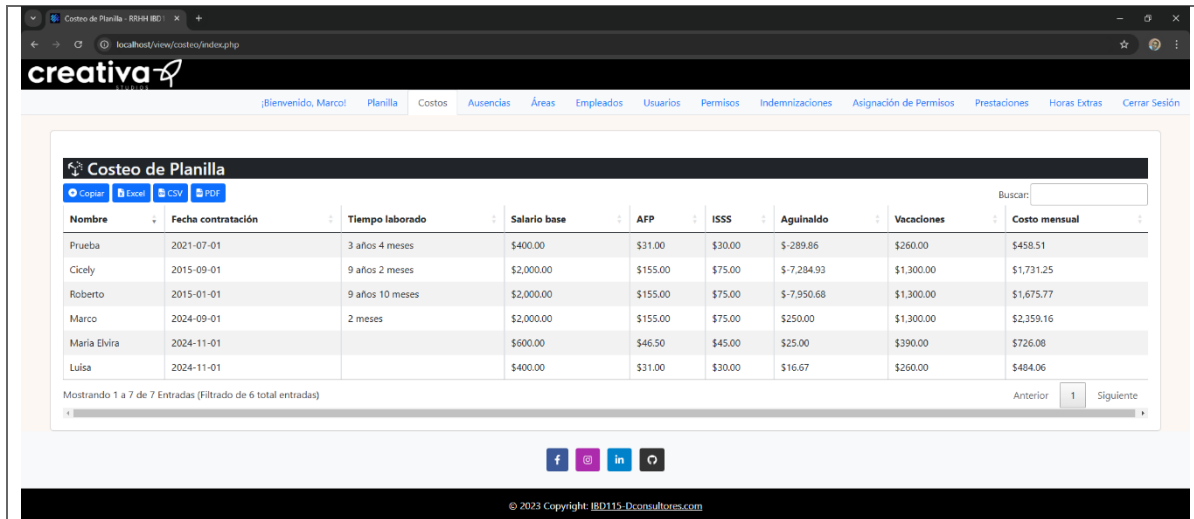 Costeo de Planilla - RRHH IBD1
localhost/view/costeo/index.php
creativa
STUDIOS
¡Bienvenido, Marco! Planilla Costos Ausencias Áreas Empleados Usuarios Permisos Indemnizaciones Asignación de Permisos Prestaciones Horas Extras Cerrar Sesión
Costeo de Planilla
Copiar Excel CSV PDF Buscar:
Nombre Fecha contratación Tiempo laborado Salario base AFP ISSS Aguinaldo Vacaciones Costo mensual
Prueba 2021-07-01 3 años 4 meses $400.00 $31.00 $30.00 $-289.86 $260.00 $458.51
Cicely 2015-09-01 9 años 2 meses $2,000.00 $155.00 $75.00 $-7,284.93 $1,300.00 $1,731.25
Roberto 2015-01-01 9 años 10 meses $2,000.00 $155.00 $75.00 $-7,950.68 $1,300.00 $1,675.77
Marco 2024-09-01 2 meses $2,000.00 $155.00 $75.00 $250.00 $1,300.00 $2,359.16
Maria Elvira 2024-11-01 $600.00 $46.50 $45.00 $25.00 $390.00 $726.08
Luisa 2024-11-01 $400.00 $31.00 $30.00 $16.67 $260.00 $484.06
Mostrando 1 a 7 de 7 Entradas (Filtrado de 6 total entradas) Anterior 1 Siguiente
© 2023 Copyright: IBD115-Dconsultores.com